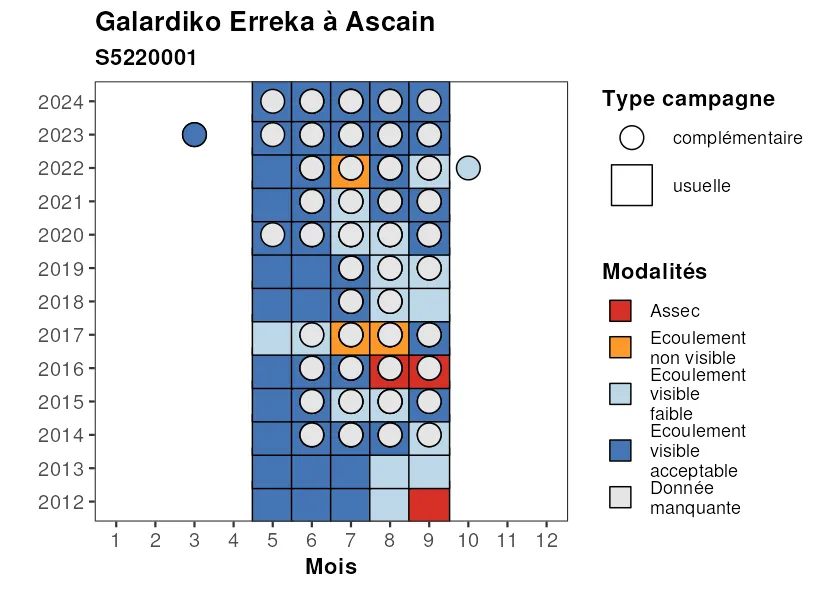 Galardiko Erreka à Ascain
S5220001
2024
2023
2022
2021
2020
2019
2018
2017
2016
2015
2014
2013
2012
1 2 3 4 5 6 7 8 9 10 11 12
Mois
Type campagne
complémentaire
usuelle
Modalités
Assec
Ecoulement
non visible
Ecoulement
visible
faible
Ecoulement
visible
acceptable
Donnée
manquante